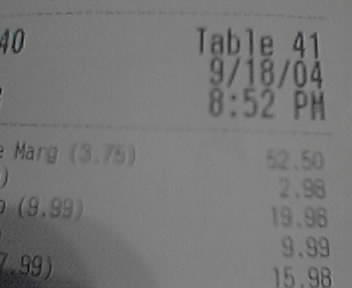 40 Table 41
9/18/04
8:52 PM
e Marg (3.75) 52.50
) 2.98
o (9.99) 19.98
9.99
7.99) 15.98